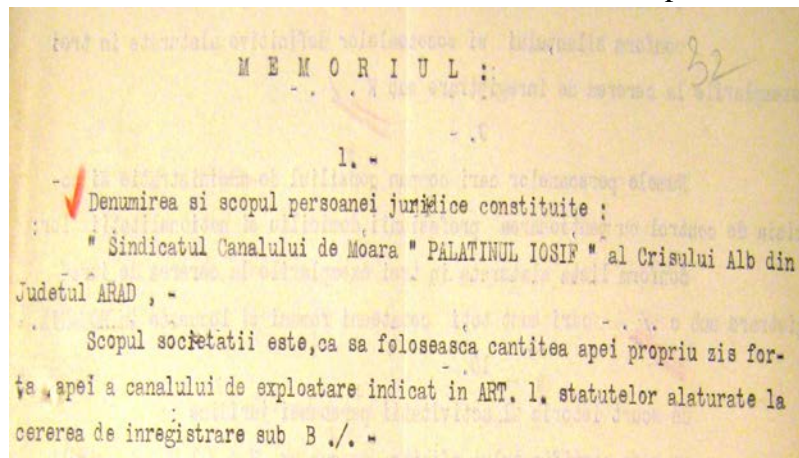 32
M E M O R I U L :
- . . -
1. -
Denumirea si scopul persoanei juridice constituite :
" Sindicatul Canalului de Moara " PALATINUL IOSIF " al Crisului Alb din
Judetul ARAD , -
Scopul societatii este,ca sa foloseasca cantitea apei propriu zis for-
ta apei a canalului de exploatare indicat in ART. 1. statutelor alaturate la
cererea de inregistrare sub B ./. -